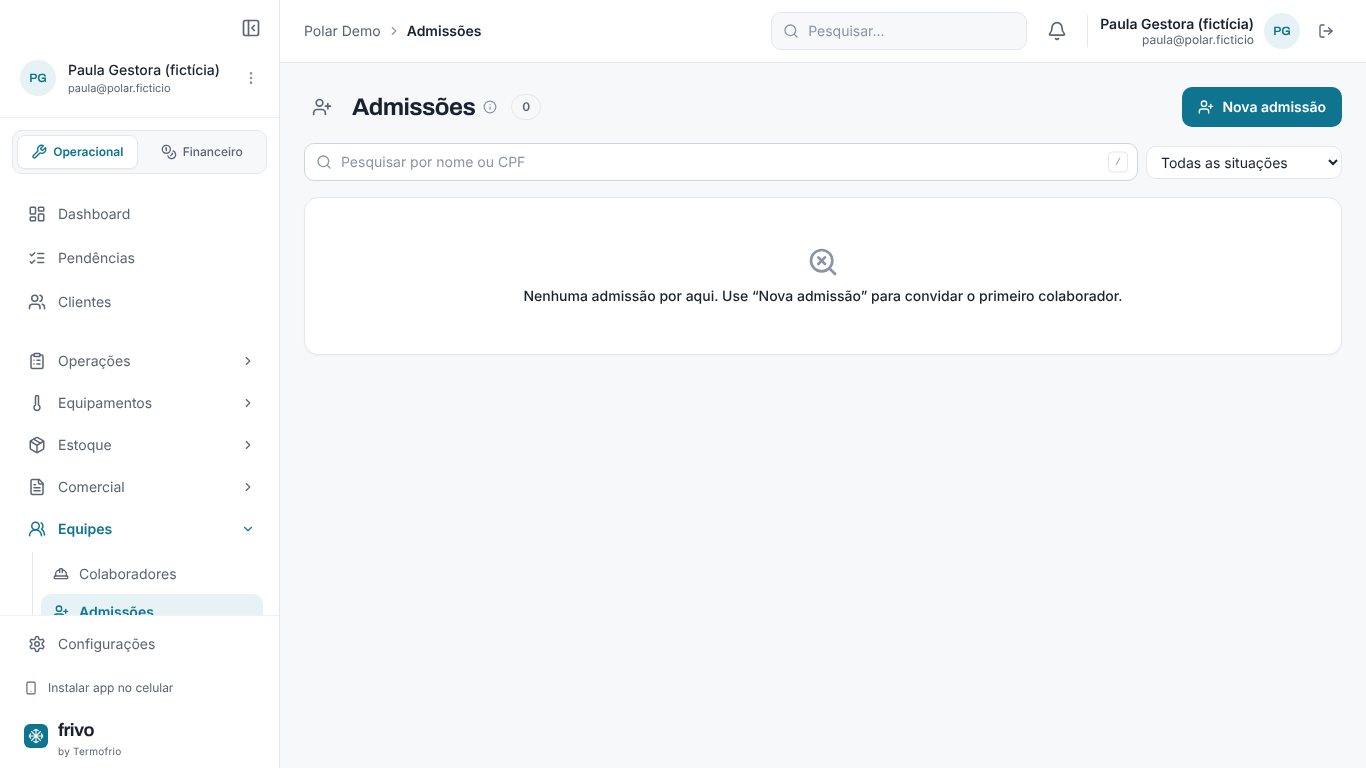 PG
Paula Gestora (fictícia)
paula@polar.ficticio
Operacional
Financeiro
Dashboard
Pendências
Clientes
Operações
Equipamentos
Estoque
Comercial
Equipes
Colaboradores
Admissões
Configurações
Instalar app no celular
frivo
by Termofrio
Polar Demo > Admissões
Pesquisar...
Paula Gestora (fictícia)
paula@polar.ficticio
PG
Admissões
0
Nova admissão
Pesquisar por nome ou CPF
/
Todas as situações
Nenhuma admissão por aqui. Use “Nova admissão” para convidar o primeiro colaborador.